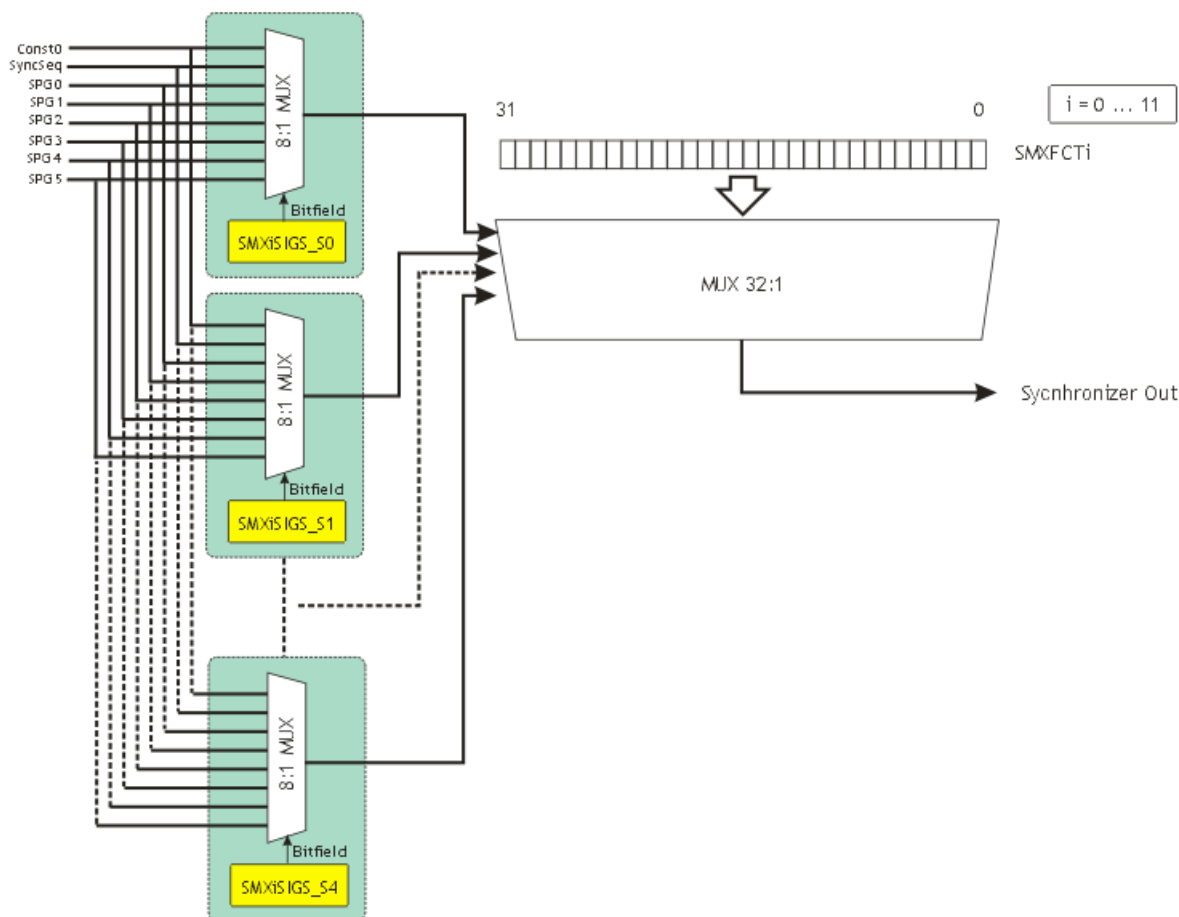 Const0
SyncSeq
SPG0
SPG1
SPG2
SPG3
SPG4
SPG5
8:1 MUX
Bitfield
SMXiSIGS_S0
31
0
i = 0 ... 11
SMXFCTi
MUX 32:1
Sycnhronizer Out
8:1 MUX
Bitfield
SMXiSIGS_S1
8:1 MUX
Bitfield
SMXiSIGS_S4